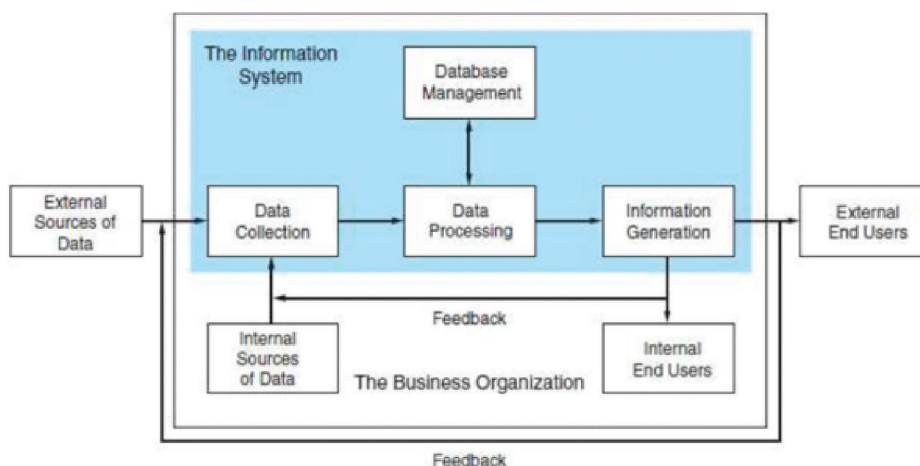 The Information
System
Database
Management
External
Sources of
Data
Data
Collection
Data
Processing
Information
Generation
External
End Users
Feedback
Internal
Sources
of Data
Internal
End Users
The Business Organization
Feedback